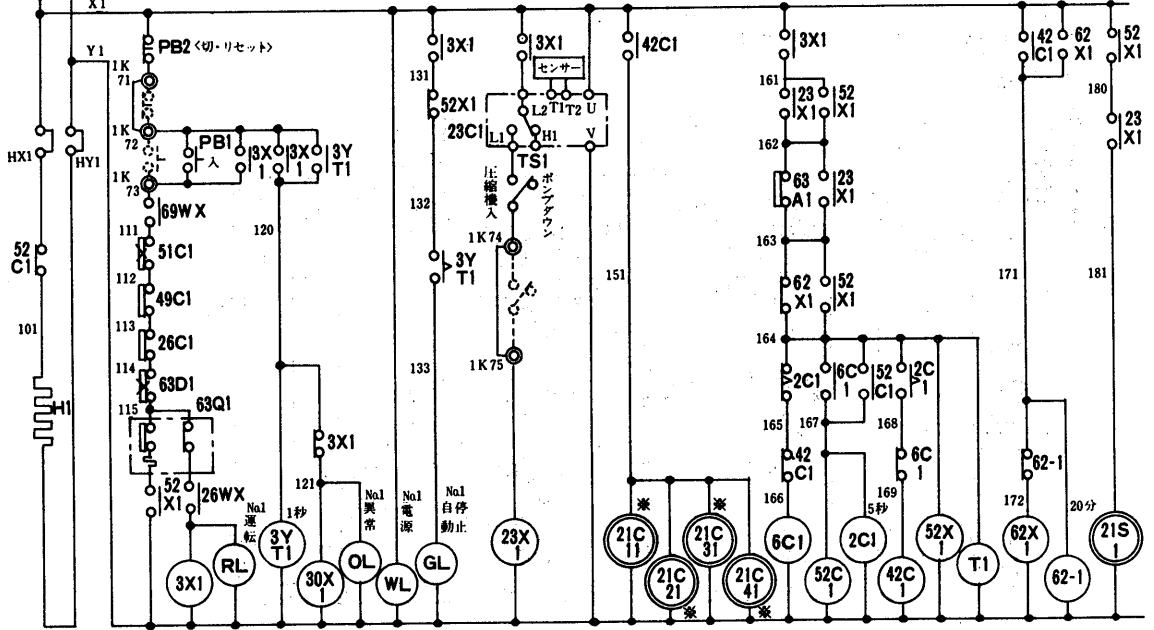 X1
Y1
PB2 <切・リセット>
1K
71
1K
72
1K
73
PB1
入
3X
1
3X
1
3Y
T1
HX1
HY1
69WX
111
51C1
112
49C1
113
26C1
114
63D1
115
63Q1
52
C1
101
H1
52
X1
26WX
3X1
RL
No.1
運転
120
3X1
121
1秒
3Y
T1
30X
1
OL
No.1
異常
WL
No.1
電源
3X1
131
52X1
132
3Y
T1
133
GL
No.1
自動停止
3X1
センサー
L2
T1
T2
U
23C1
L1
H1
V
TS1
圧縮機入
ポンプダウン
1K74
1K75
23X
1
42C1
151
※
21C
11
21C
21
※
※
21C
31
21C
41
※
3X1
161
23
X1
52
X1
162
63
A1
23
X1
163
62
X1
52
X1
164
2C1
6C
1
52
C1
2C
1
165
167
168
42
C1
6C
1
166
169
5秒
6C1
52C
1
2C1
42C
1
52X
1
T1
42
C1
62
X1
171
62-1
172
20分
62X
1
62-1
52
X1
180
23
X1
181
21S
1